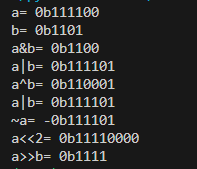 a= 0b111100
b= 0b1101
a&b= 0b1100
a|b= 0b111101
a^b= 0b110001
a|b= 0b111101
~a= -0b111101
a<<2= 0b11110000
a>>b= 0b1111